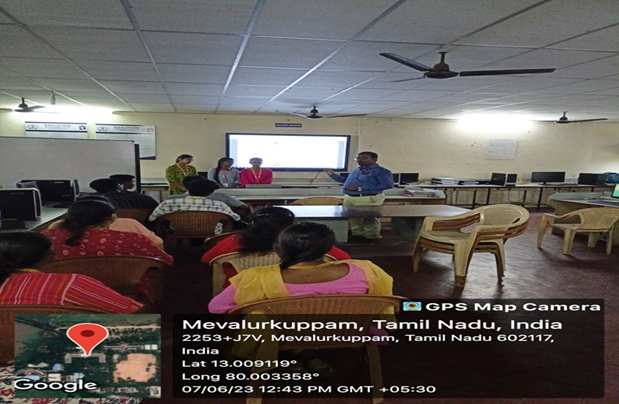 GPS Map Camera
Mevalurkuppam, Tamil Nadu, India
2253+J7V, Mevalurkuppam, Tamil Nadu 602117,
India
Lat 13.009119°
Long 80.003358°
07/06/23 12:43 PM GMT +05:30
Google